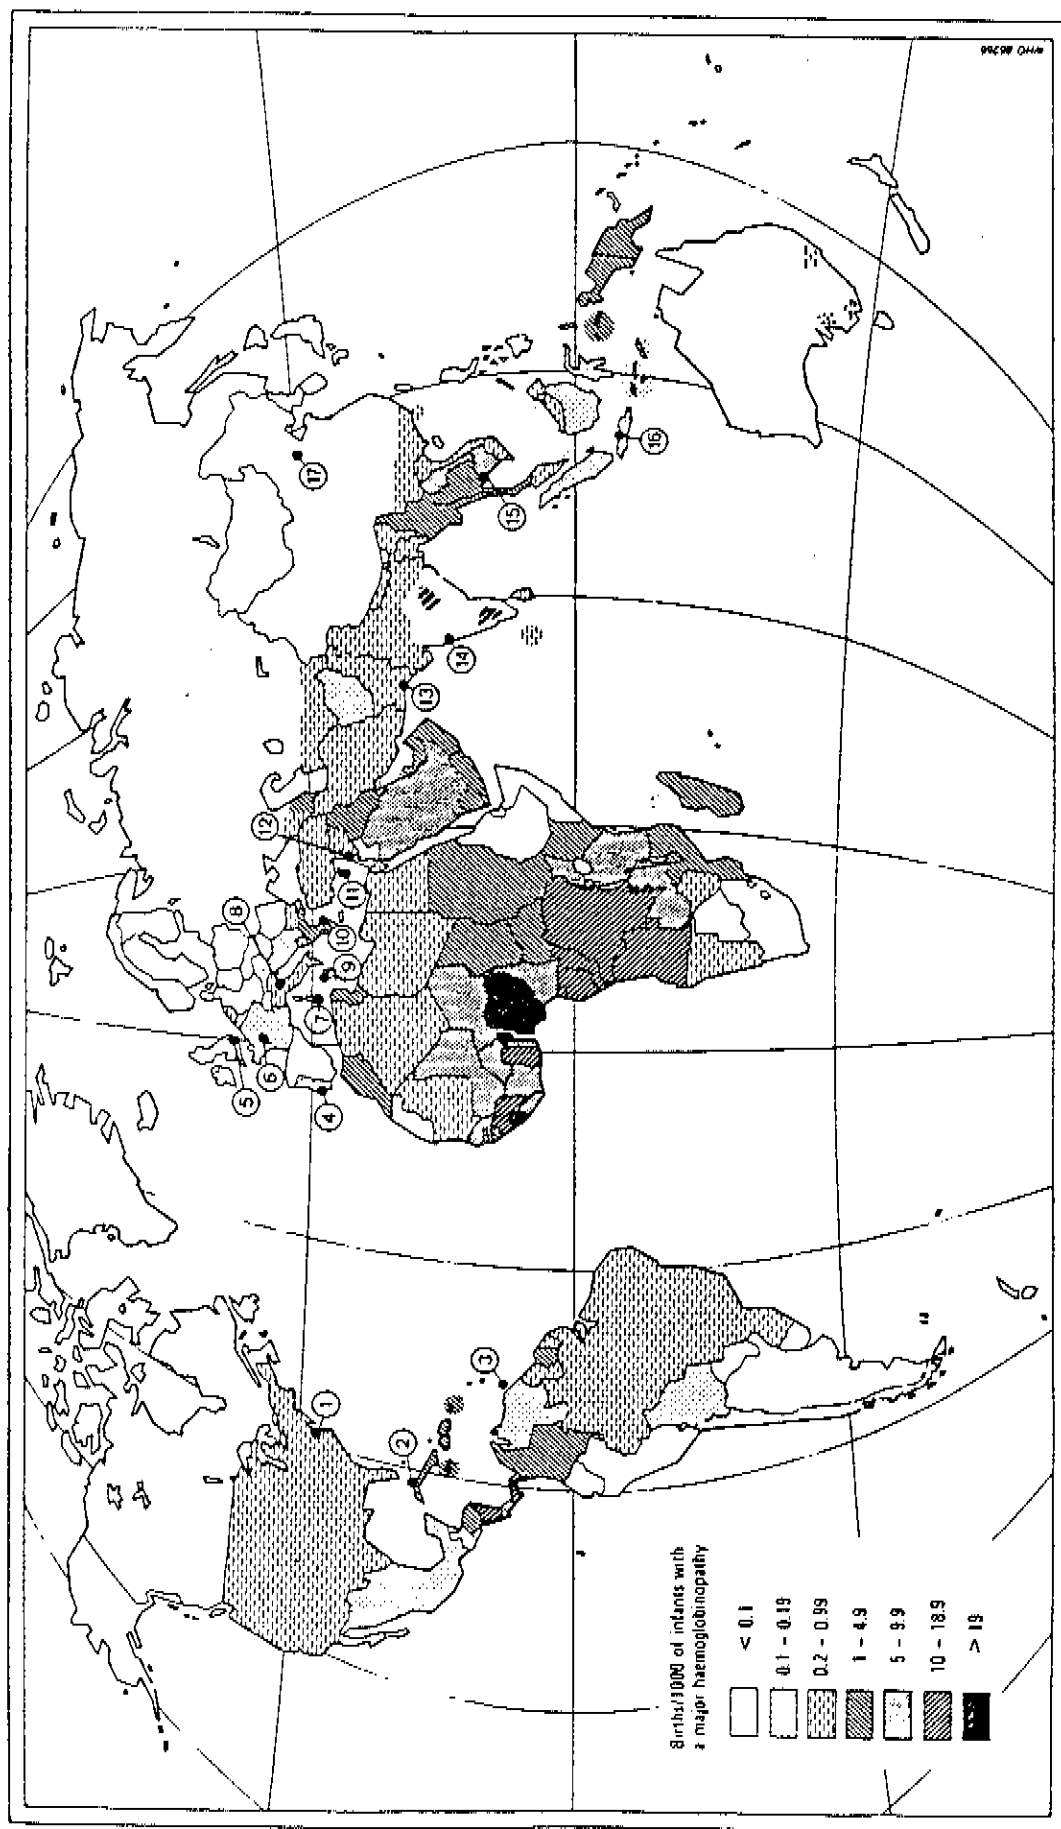 WHO 86266
1
2
3
4
5
6
7
8
9
10
11
12
13
14
15
16
17
Births/1000 of infants with
a major haemoglobinopathy
< 0.1
0.1 – 0.19
0.2 – 0.99
1 – 4.9
5 – 9.9
10 – 18.9
> 19